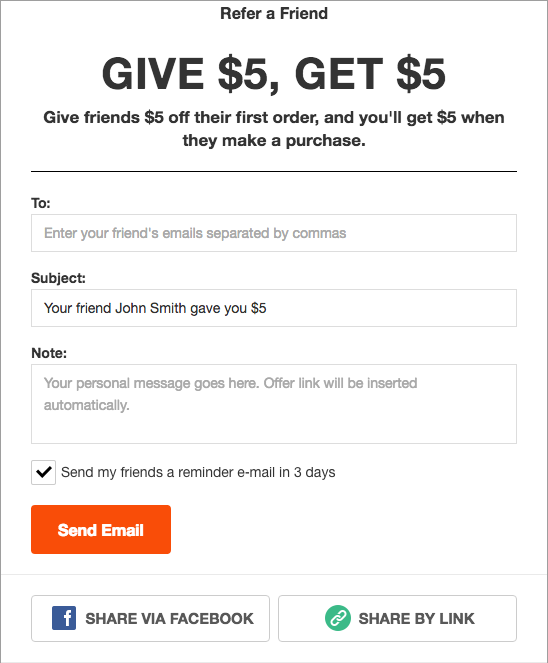 Refer a Friend
GIVE $5, GET $5
Give friends $5 off their first order, and you'll get $5 when
they make a purchase.
To:
Enter your friend's emails separated by commas
Subject:
Your friend John Smith gave you $5
Note:
Your personal message goes here. Offer link will be inserted
automatically.
Send my friends a reminder e-mail in 3 days
Send Email
SHARE VIA FACEBOOK
SHARE BY LINK